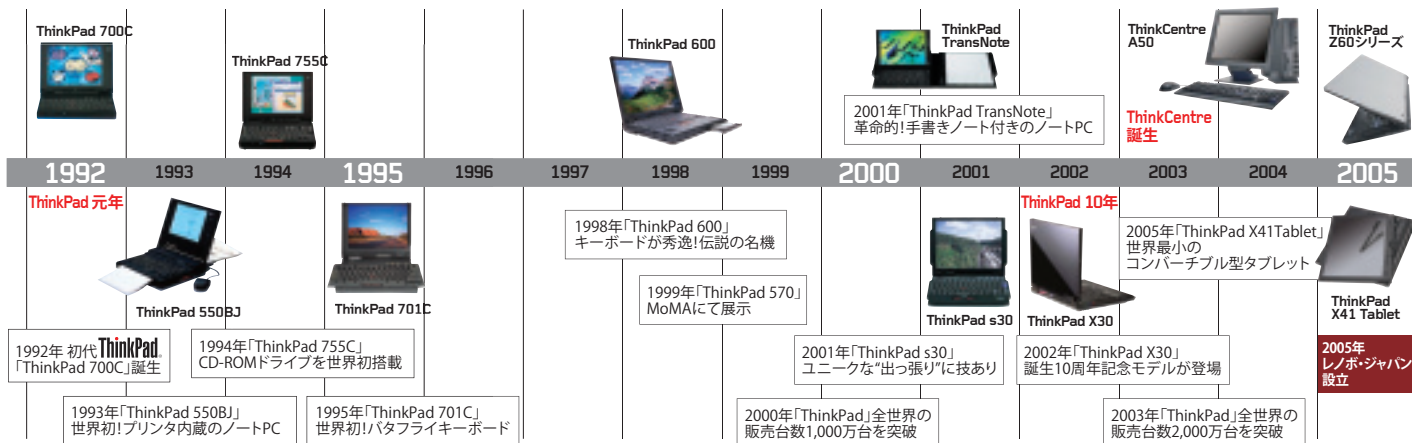 ThinkPad 700C
ThinkPad 755C
ThinkPad 600
ThinkPad
TransNote
ThinkCentre
A50
ThinkPad
Z60シリーズ
2001年「ThinkPad TransNote」
革命的!手書きノート付きのノートPC
ThinkCentre
誕生
1992
1993
1994
1995
1996
1997
1998
1999
2000
2001
2002
2003
2004
2005
ThinkPad 元年
ThinkPad 10年
1998年「ThinkPad 600」
キーボードが秀逸!伝説の名機
2005年「ThinkPad X41Tablet」
世界最小の
コンバーチブル型タブレット
1999年「ThinkPad 570」
MoMAにて展示
ThinkPad 550BJ
ThinkPad 701C
ThinkPad s30
ThinkPad X30
ThinkPad
X41 Tablet
1992年 初代 ThinkPad
「ThinkPad 700C」誕生
1994年「ThinkPad 755C」
CD-ROMドライブを世界初搭載
2001年「ThinkPad s30」
ユニークな“出っ張り”に技あり
2002年「ThinkPad X30」
誕生10周年記念モデルが登場
2005年
レノボ・ジャパン
設立
1993年「ThinkPad 550BJ」
世界初!プリンタ内蔵のノートPC
1995年「ThinkPad 701C」
世界初!バタフライキーボード
2000年「ThinkPad」全世界の
販売台数1,000万台を突破
2003年「ThinkPad」全世界の
販売台数2,000万台を突破